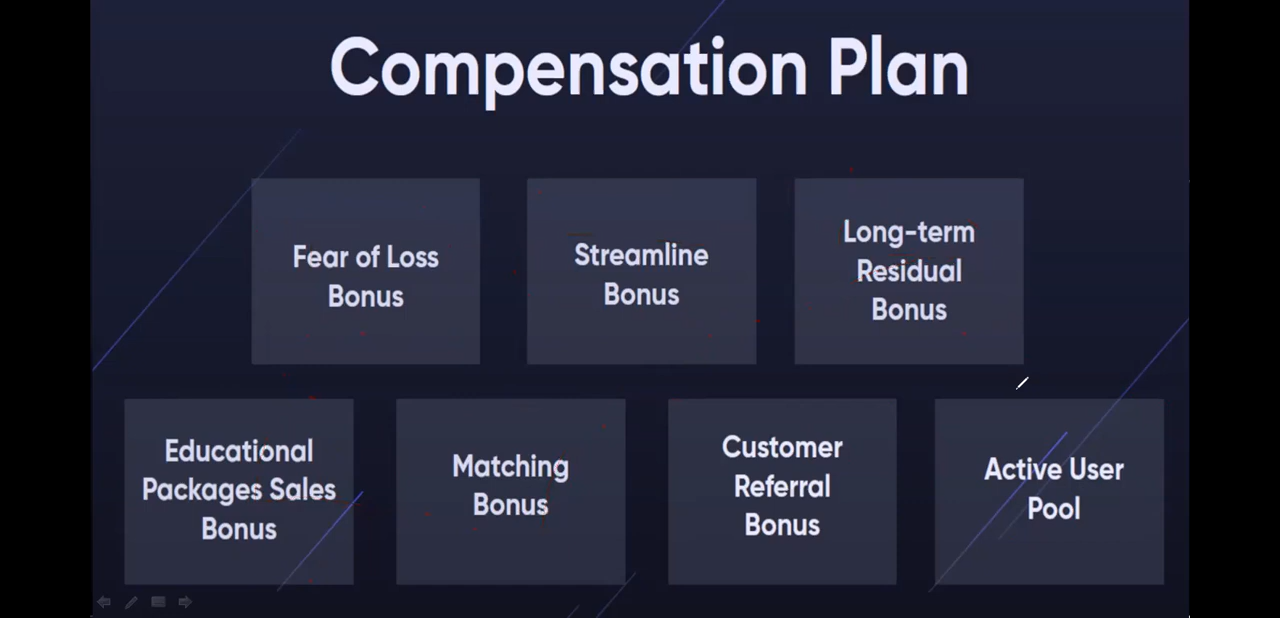 Compensation Plan
Fear of Loss
Bonus
Streamline
Bonus
Long-term
Residual
Bonus
Educational
Packages Sales
Bonus
Matching
Bonus
Customer
Referral
Bonus
Active User
Pool